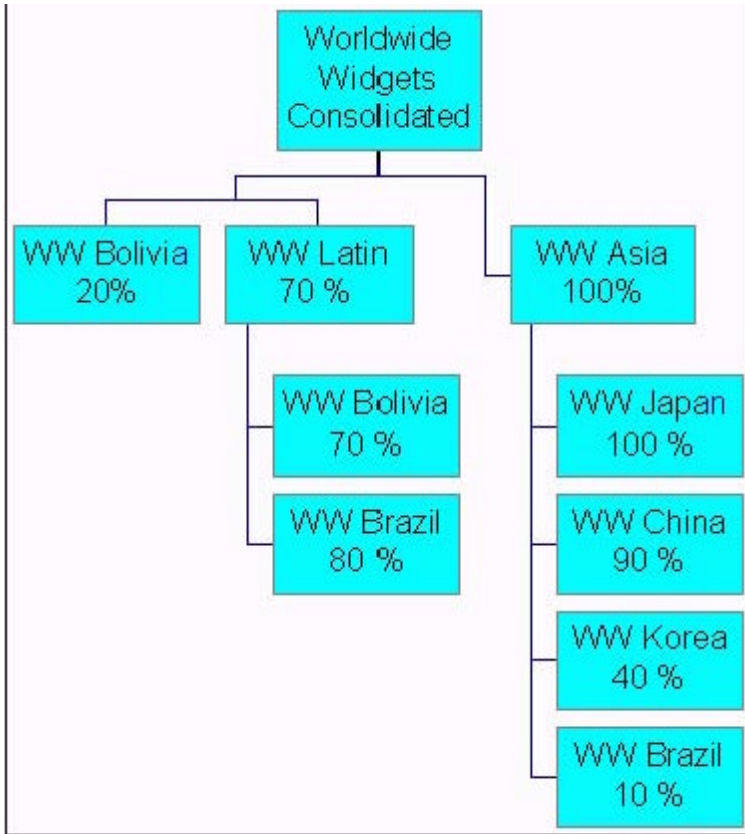 Worldwide
Widgets
Consolidated
WW Bolivia
20%
WW Latin
70 %
WW Asia
100%
WW Bolivia
70 %
WW Brazil
80 %
WW Japan
100 %
WW China
90 %
WW Korea
40 %
WW Brazil
10 %